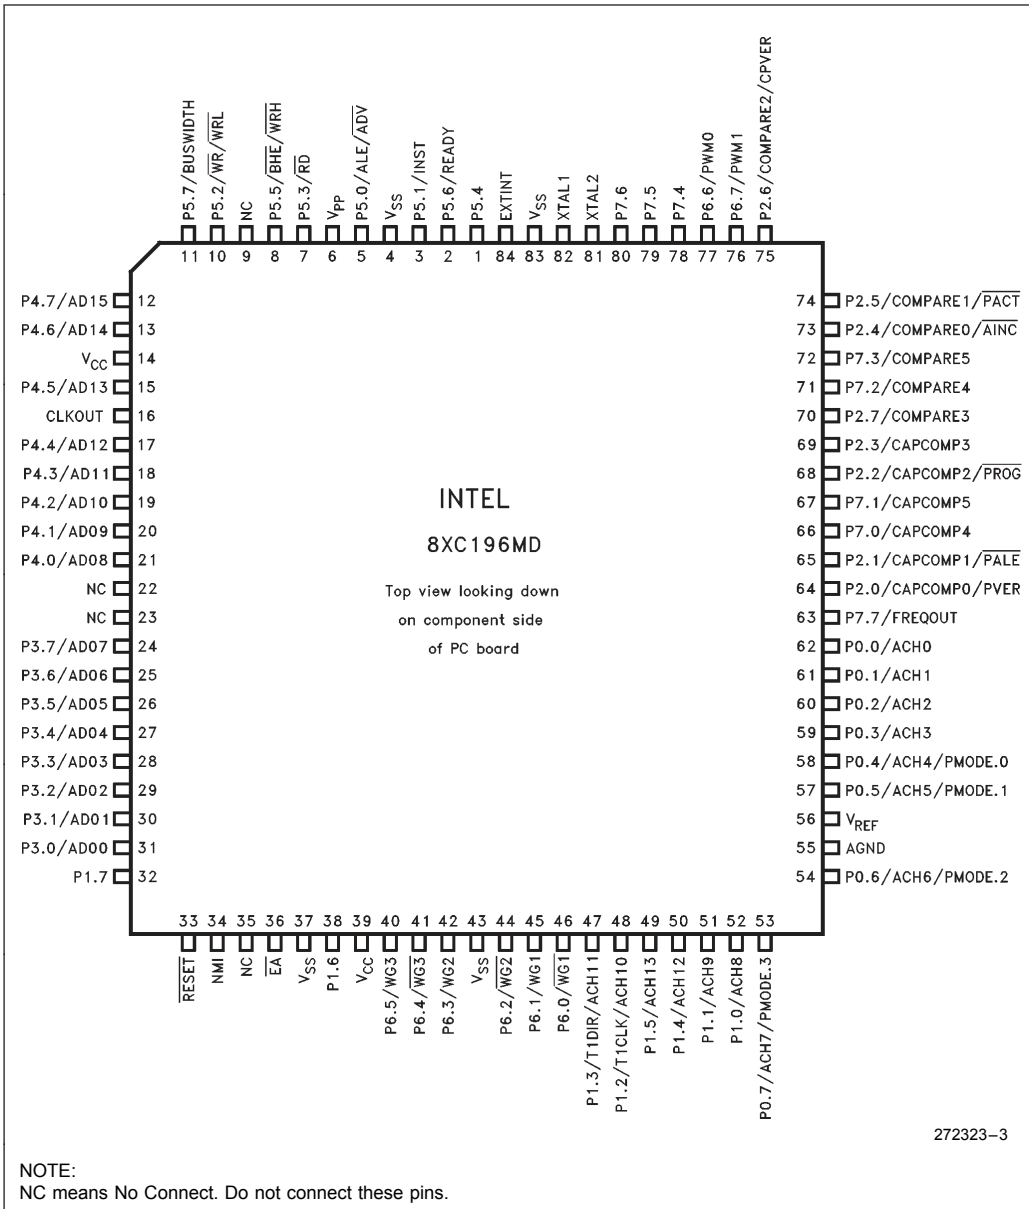 P5.7/BUSWIDTH
P5.2/W̅R̅/W̅R̅L̅
NC
P5.5/B̅H̅E̅/W̅R̅H̅
P5.3/R̅D̅
VPP
P5.0/ALE/A̅D̅V̅
VSS
P5.1/INST
P5.6/READY
P5.4
EXTINT
VSS
XTAL1
XTAL2
P7.6
P7.5
P7.4
P6.6/PWM0
P6.7/PWM1
P2.6/COMPARE2/CPVER
11 10 9 8 7 6 5 4 3 2 1 84 83 82 81 80 79 78 77 76 75
P4.7/AD15 12
P4.6/AD14 13
VCC 14
P4.5/AD13 15
CLKOUT 16
P4.4/AD12 17
P4.3/AD11 18
P4.2/AD10 19
P4.1/AD09 20
P4.0/AD08 21
NC 22
NC 23
P3.7/AD07 24
P3.6/AD06 25
P3.5/AD05 26
P3.4/AD04 27
P3.3/AD03 28
P3.2/AD02 29
P3.1/AD01 30
P3.0/AD00 31
P1.7 32
INTEL
8XC196MD
Top view looking down
on component side
of PC board
74 P2.5/COMPARE1/P̅A̅C̅T̅
73 P2.4/COMPARE0/A̅I̅N̅C̅
72 P7.3/COMPARE5
71 P7.2/COMPARE4
70 P2.7/COMPARE3
69 P2.3/CAPCOMP3
68 P2.2/CAPCOMP2/P̅R̅O̅G̅
67 P7.1/CAPCOMP5
66 P7.0/CAPCOMP4
65 P2.1/CAPCOMP1/P̅A̅L̅E̅
64 P2.0/CAPCOMP0/PVER
63 P7.7/FREQOUT
62 P0.0/ACH0
61 P0.1/ACH1
60 P0.2/ACH2
59 P0.3/ACH3
58 P0.4/ACH4/PMODE.0
57 P0.5/ACH5/PMODE.1
56 VREF
55 AGND
54 P0.6/ACH6/PMODE.2
33 34 35 36 37 38 39 40 41 42 43 44 45 46 47 48 49 50 51 52 53
R̅E̅S̅E̅T̅
NMI
NC
E̅A̅
VSS
P1.6
VCC
P6.5/WG3
P6.4/W̅G̅3̅
P6.3/WG2
VSS
P6.2/W̅G̅2̅
P6.1/WG1
P6.0/W̅G̅1̅
P1.3/T1DIR/ACH11
P1.2/T1CLK/ACH10
P1.5/ACH13
P1.4/ACH12
P1.1/ACH9
P1.0/ACH8
P0.7/ACH7/PMODE.3
272323–3
NOTE:
NC means No Connect. Do not connect these pins.